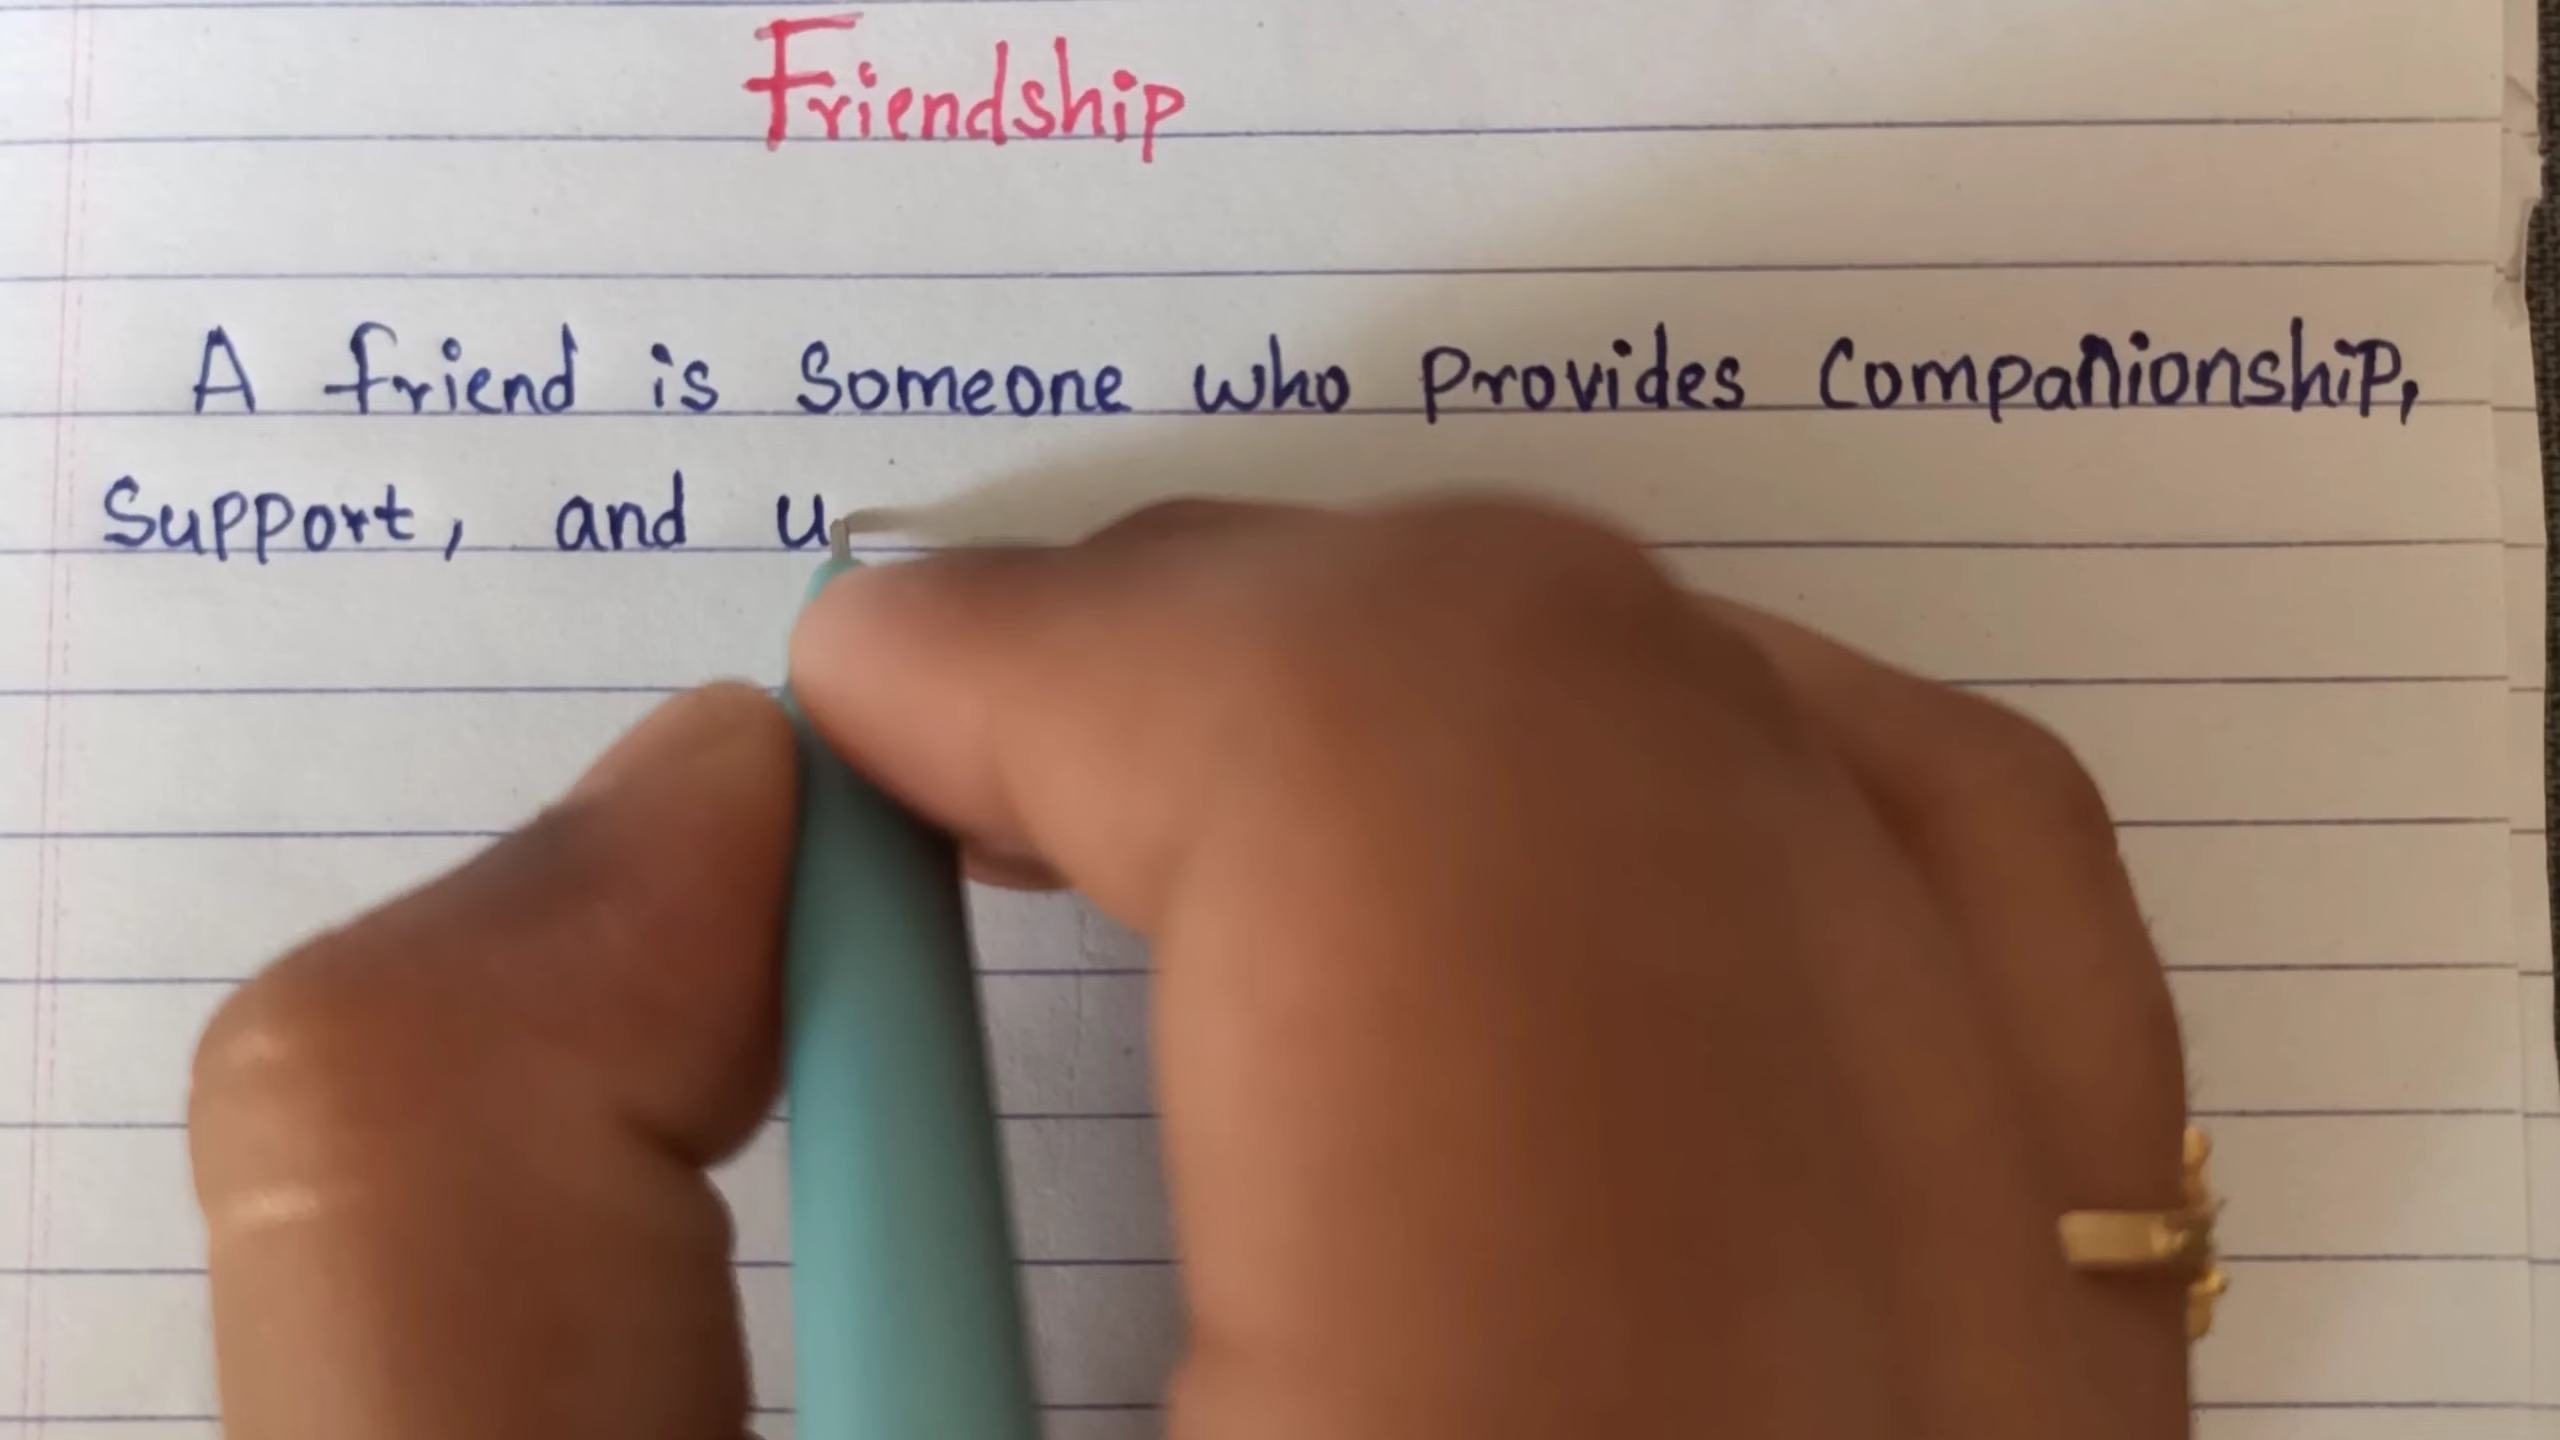 Friendship
A friend is Someone who Provides Companionship,
Support, and u